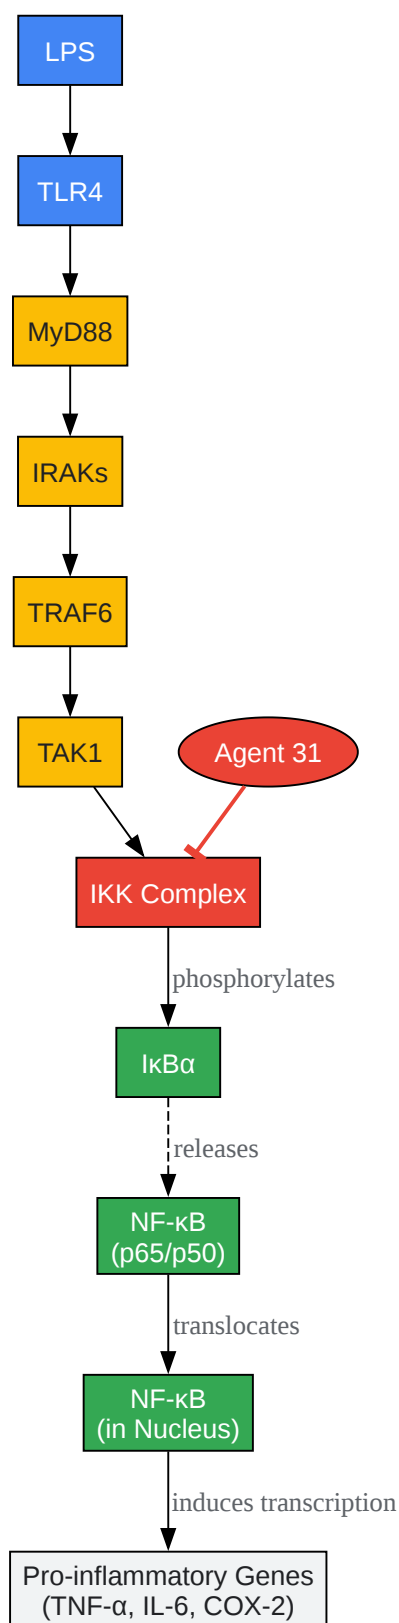 LPS
TLR4
MyD88
IRAKs
TRAF6
TAK1
Agent 31
IKK Complex
phosphorylates
IκBα
releases
NF-κB
(p65/p50)
translocates
NF-κB
(in Nucleus)
induces transcription
Pro-inflammatory Genes
(TNF-α, IL-6, COX-2)